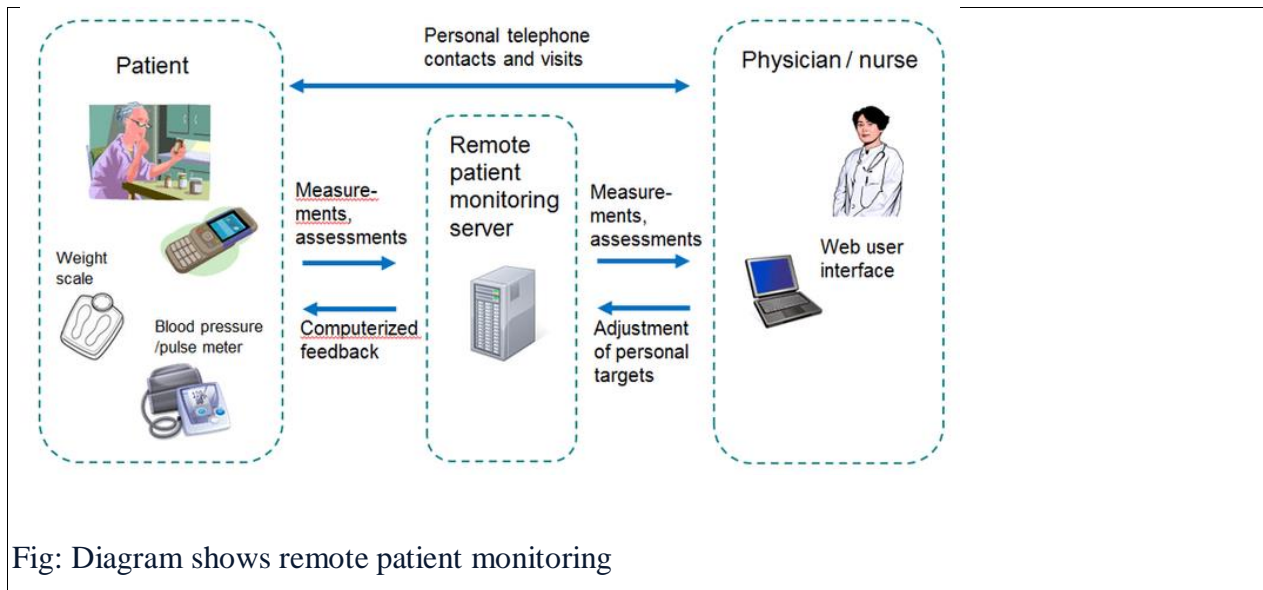 Patient
Weight
scale
Blood pressure
/pulse meter
Personal telephone
contacts and visits
Measure-
ments,
assessments
Computerized
feedback
Remote
patient
monitoring
server
Measure-
ments,
assessments
Adjustment
of personal
targets
Physician / nurse
Web user
interface
Fig: Diagram shows remote patient monitoring